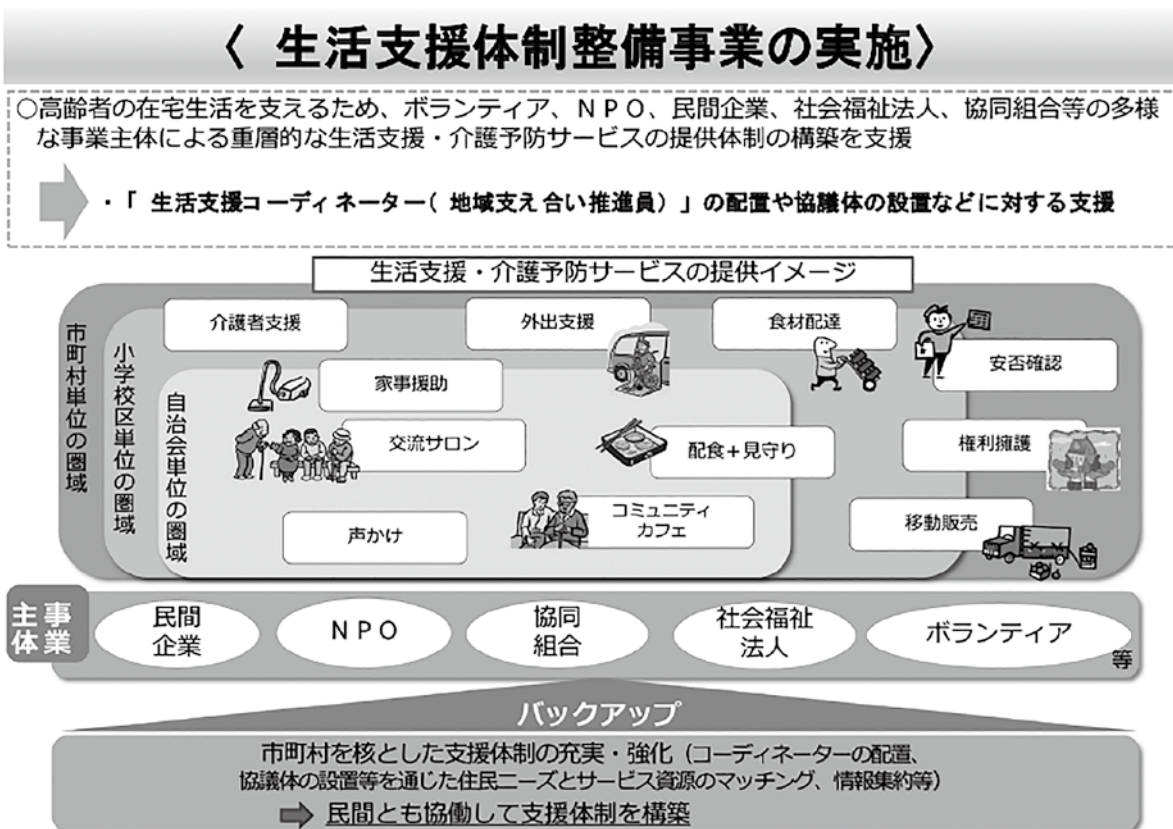 〈 生活支援体制整備事業の実施〉
○高齢者の在宅生活を支えるため、ボランティア、ＮＰＯ、民間企業、社会福祉法人、協同組合等の多様
な事業主体による重層的な生活支援・介護予防サービスの提供体制の構築を支援
・「 生活支援コーディネーター( 地域支え合い推進員) 」の配置や協議体の設置などに対する支援
生活支援・介護予防サービスの提供イメージ
市町村単位の圏域
小学校区単位の圏域
自治会単位の圏域
介護者支援
外出支援
食材配達
安否確認
家事援助
交流サロン
配食＋見守り
権利擁護
声かけ
コミュニティ
カフェ
移動販売
事業
主体
民間
企業
ＮＰＯ
協同
組合
社会福祉
法人
ボランティア
等
バックアップ
市町村を核とした支援体制の充実・強化（コーディネーターの配置、
協議体の設置等を通じた住民ニーズとサービス資源のマッチング、情報集約等）
民間とも協働して支援体制を構築